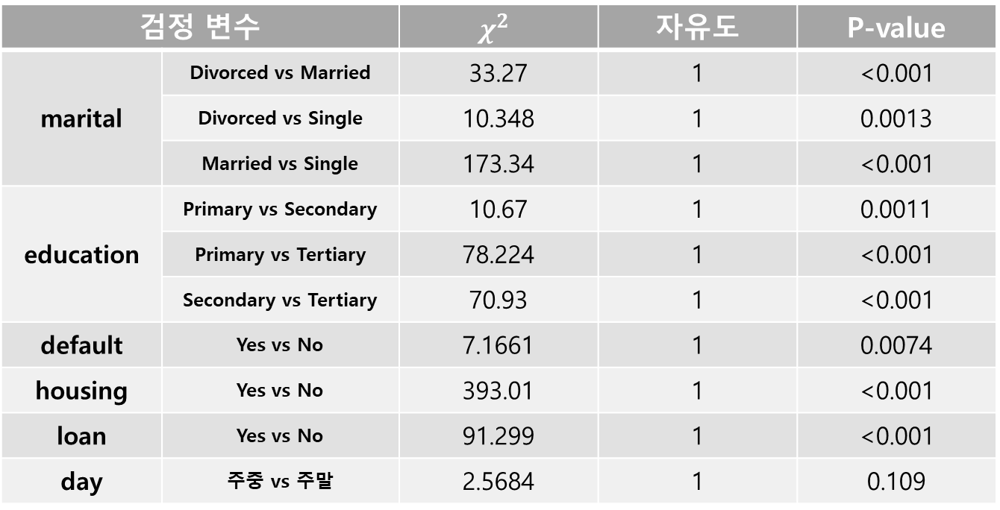 검정 변수 χ² 자유도 P-value
marital Divorced vs Married 33.27 1 <0.001
Divorced vs Single 10.348 1 0.0013
Married vs Single 173.34 1 <0.001
education Primary vs Secondary 10.67 1 0.0011
Primary vs Tertiary 78.224 1 <0.001
Secondary vs Tertiary 70.93 1 <0.001
default Yes vs No 7.1661 1 0.0074
housing Yes vs No 393.01 1 <0.001
loan Yes vs No 91.299 1 <0.001
day 주중 vs 주말 2.5684 1 0.109